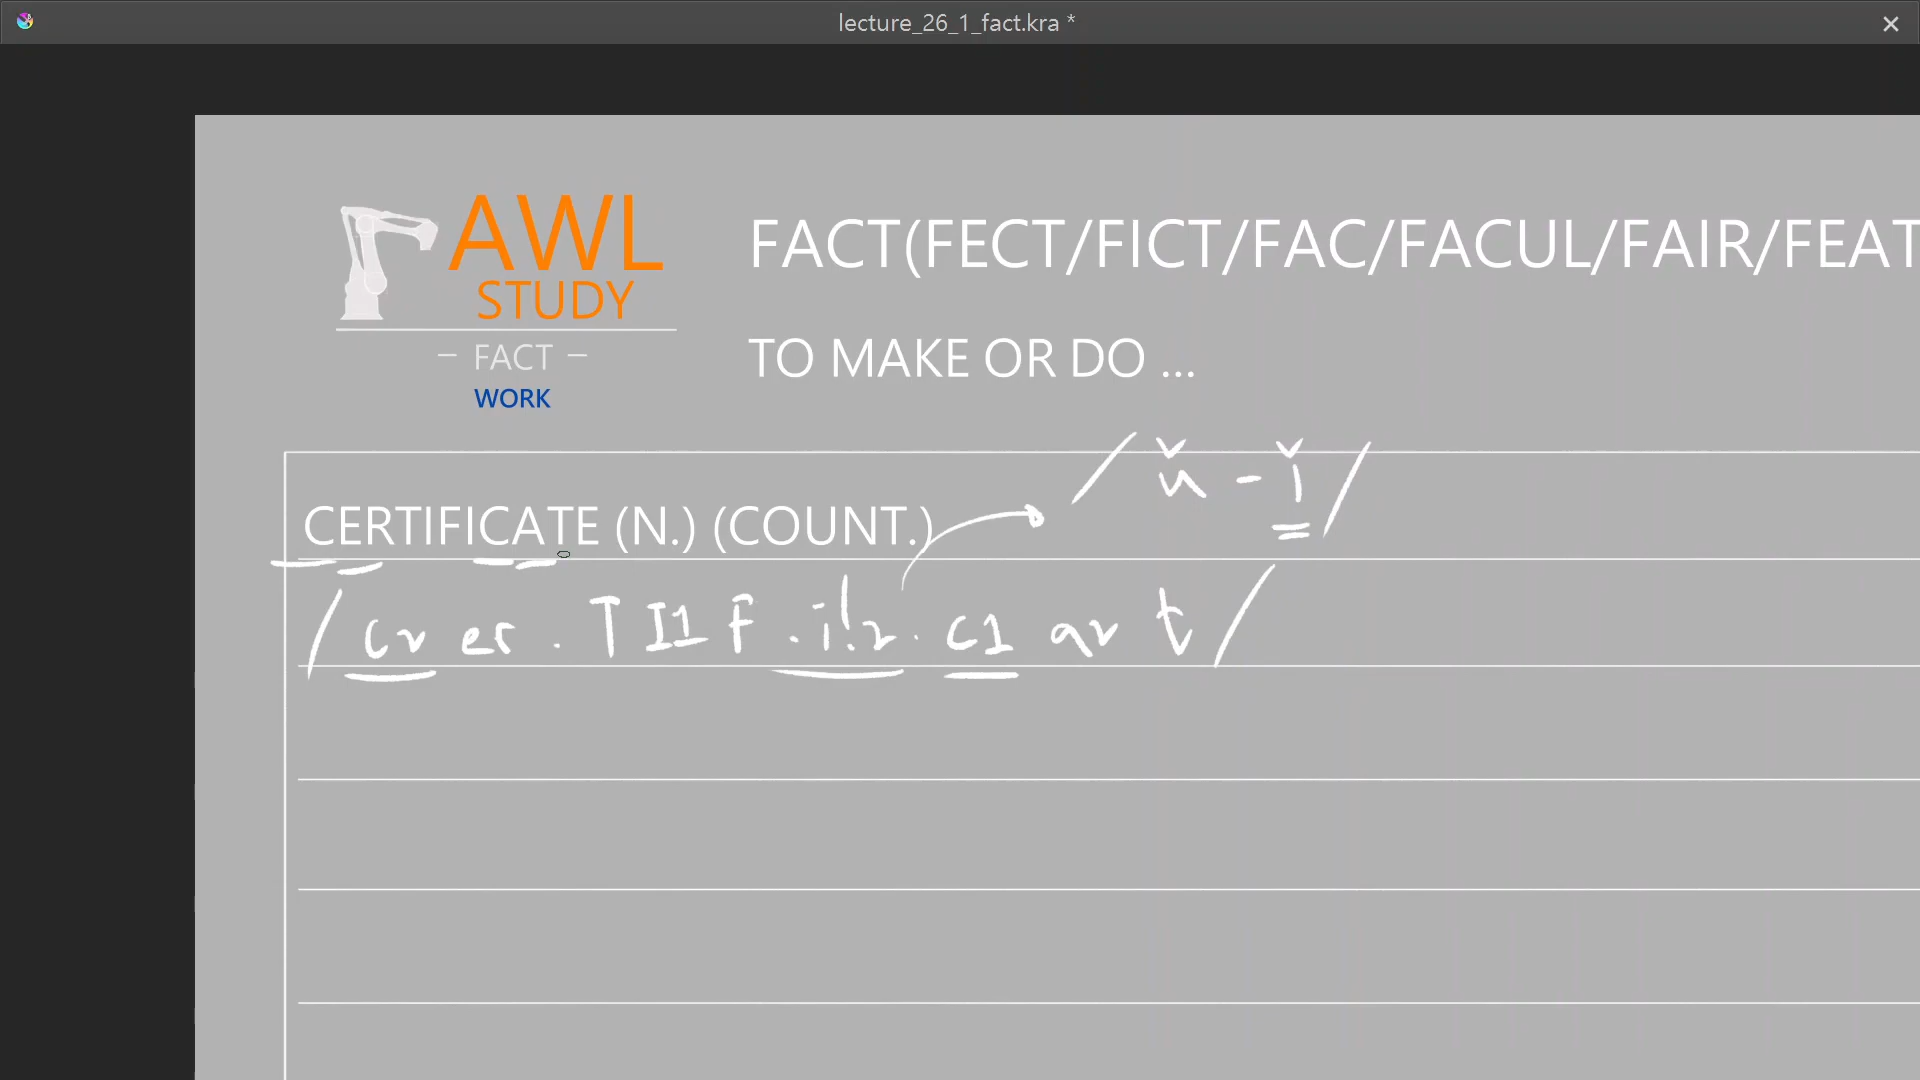 lecture_26_1_fact.kra *
AWL
STUDY
— FACT —
WORK
FACT(FECT/FICT/FAC/FACUL/FAIR/FEAT
TO MAKE OR DO ...
CERTIFICATE (N.) (COUNT.)